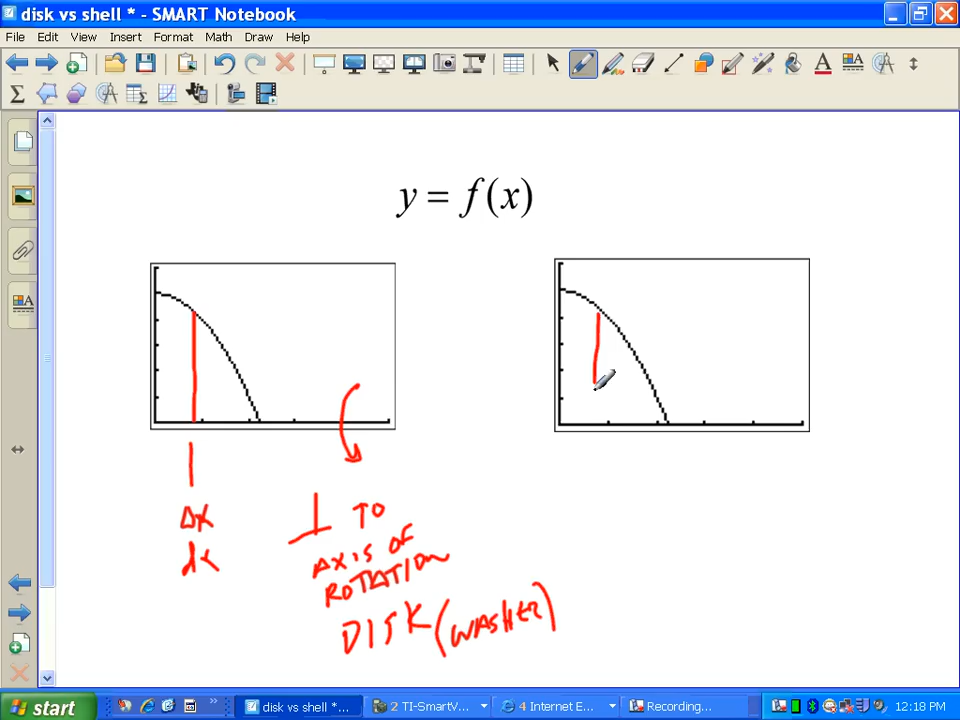 disk vs shell * - SMART Notebook
File Edit View Insert Format Math Draw Help
y = f(x)
Δx
dx
⊥ TO
AXIS OF
ROTATION
DISK (WASHER)
start
disk vs shell *...
2 TI-SmartV...
4 Internet E...
Recording...
12:18 PM